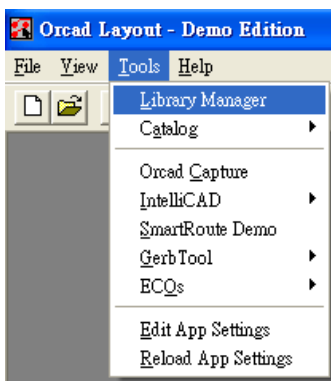 Orcad Layout - Demo Edition
File View Tools Help
Library Manager
Catalog
Orcad Capture
IntelliCAD
SmartRoute Demo
GerbTool
ECOs
Edit App Settings
Reload App Settings